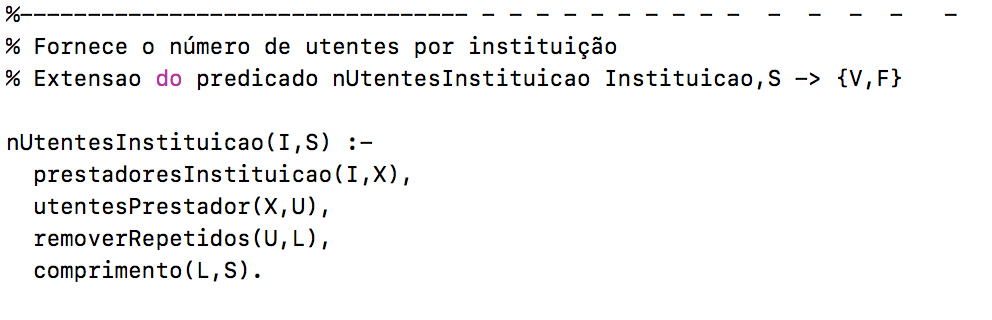 %-------------------------------- - - - - - - - - - -  -  -  -  -   -
% Fornece o número de utentes por instituição
% Extensao do predicado nUtentesInstituicao Instituicao,S -> {V,F}
nUtentesInstituicao(I,S) :-
  prestadoresInstituicao(I,X),
  utentesPrestador(X,U),
  removerRepetidos(U,L),
  comprimento(L,S).